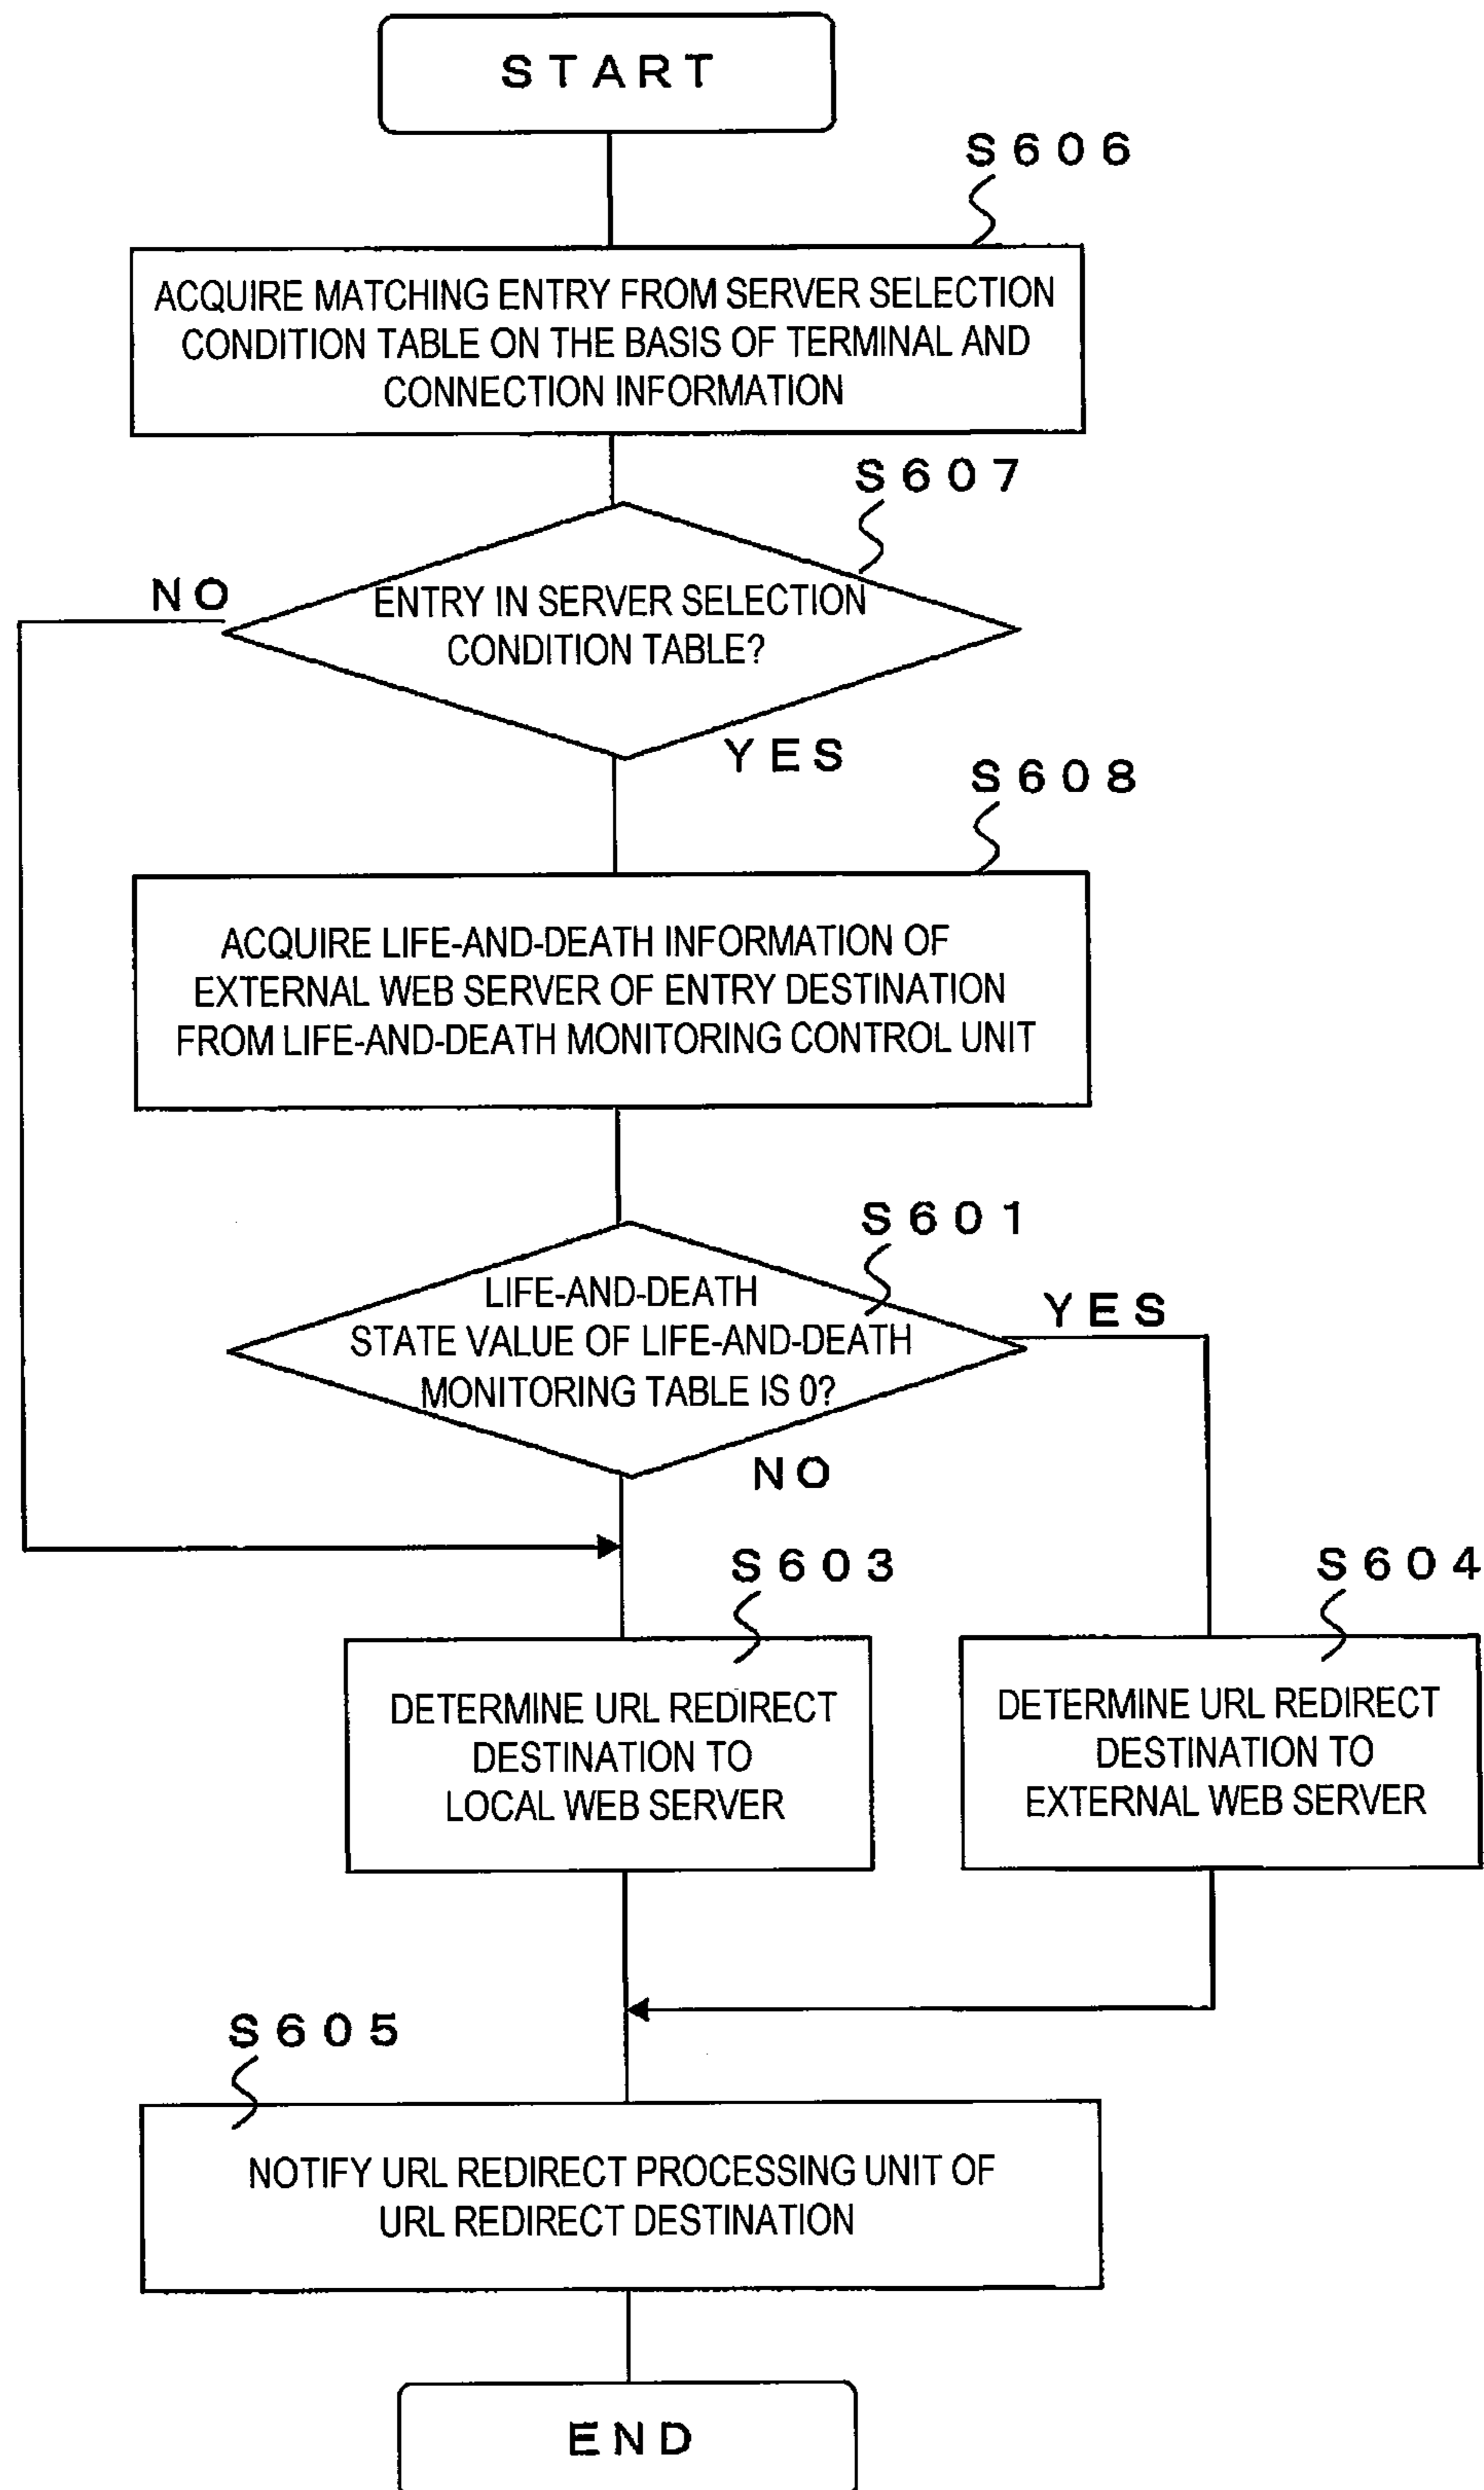 START
S606
ACQUIRE MATCHING ENTRY FROM SERVER SELECTION
CONDITION TABLE ON THE BASIS OF TERMINAL AND
CONNECTION INFORMATION
S607
NO
ENTRY IN SERVER SELECTION
CONDITION TABLE?
YES
S608
ACQUIRE LIFE-AND-DEATH INFORMATION OF
EXTERNAL WEB SERVER OF ENTRY DESTINATION
FROM LIFE-AND-DEATH MONITORING CONTROL UNIT
S601
LIFE-AND-DEATH
STATE VALUE OF LIFE-AND-DEATH
MONITORING TABLE IS 0?
YES
NO
S603
DETERMINE URL REDIRECT
DESTINATION TO
LOCAL WEB SERVER
S604
DETERMINE URL REDIRECT
DESTINATION TO
EXTERNAL WEB SERVER
S605
NOTIFY URL REDIRECT PROCESSING UNIT OF
URL REDIRECT DESTINATION
END